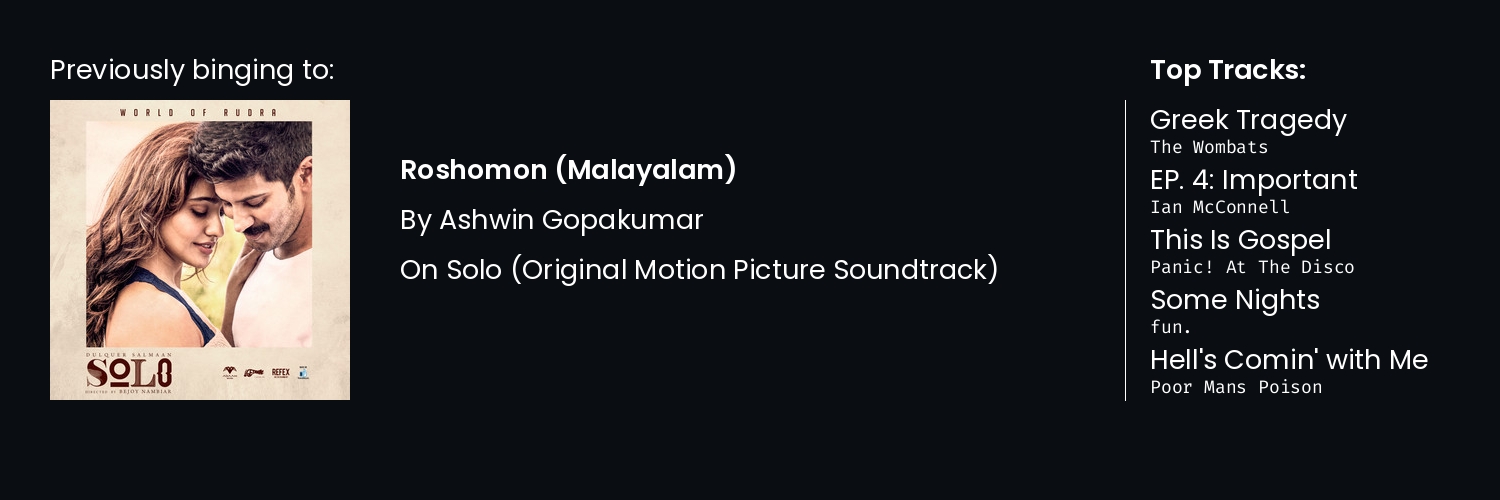 Previously binging to:
WORLD OF RUDRA
DULQUER SALMAAN
SOLO
DIRECTED BY BEJOY NAMBIAR
REFEX
Roshomon (Malayalam)
By Ashwin Gopakumar
On Solo (Original Motion Picture Soundtrack)
Top Tracks:
Greek Tragedy
The Wombats
EP. 4: Important
Ian McConnell
This Is Gospel
Panic! At The Disco
Some Nights
fun.
Hell's Comin' with Me
Poor Mans Poison